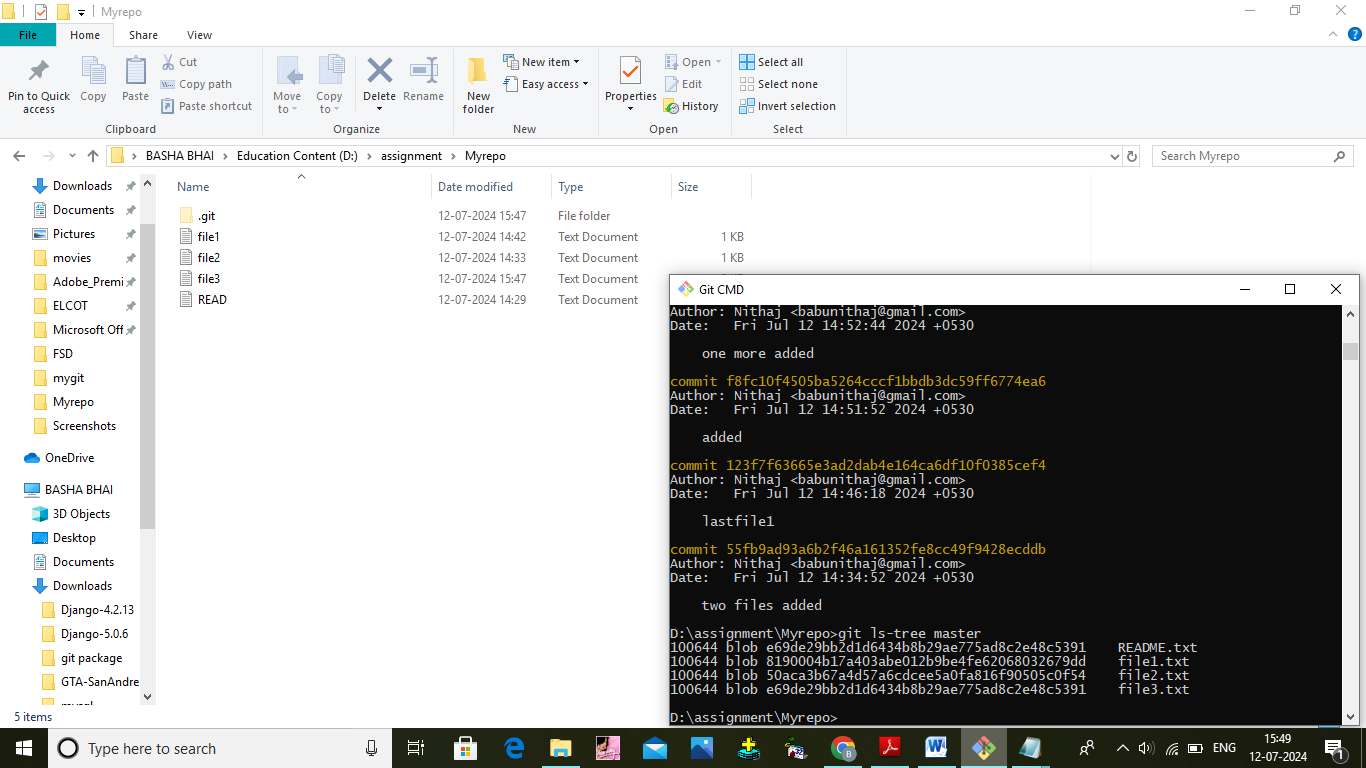 Myrepo
File Home Share View
Pin to Quick access
Copy
Paste
Cut
Copy path
Paste shortcut
Clipboard
Move to
Copy to
Delete
Rename
Organize
New folder
New item
Easy access
New
Properties
Open
Edit
History
Open
Select all
Select none
Invert selection
Select
BASHA BHAI › Education Content (D:) › assignment › Myrepo
Search Myrepo
Downloads
Documents
Pictures
movies
Adobe_Premi
ELCOT
Microsoft Off
FSD
mygit
Myrepo
Screenshots
OneDrive
BASHA BHAI
3D Objects
Desktop
Documents
Downloads
Django-4.2.13
Django-5.0.6
git package
GTA-SanAndre
Name Date modified Type Size
.git 12-07-2024 15:47 File folder
file1 12-07-2024 14:42 Text Document 1 KB
file2 12-07-2024 14:33 Text Document 1 KB
file3 12-07-2024 15:47 Text Document
READ 12-07-2024 14:29 Text Document
5 items
Git CMD
Author: Nithaj <babunithaj@gmail.com>
Date: Fri Jul 12 14:52:44 2024 +0530
one more added
commit f8fc10f4505ba5264cccf1bbdb3dc59ff6774ea6
Author: Nithaj <babunithaj@gmail.com>
Date: Fri Jul 12 14:51:52 2024 +0530
added
commit 123f7f63665e3ad2dab4e164ca6df10f0385cef4
Author: Nithaj <babunithaj@gmail.com>
Date: Fri Jul 12 14:46:18 2024 +0530
lastfile1
commit 55fb9ad93a6b2f46a161352fe8cc49f9428ecddb
Author: Nithaj <babunithaj@gmail.com>
Date: Fri Jul 12 14:34:52 2024 +0530
two files added
D:\assignment\Myrepo>git ls-tree master
100644 blob e69de29bb2d1d6434b8b29ae775ad8c2e48c5391 README.txt
100644 blob 8190004b17a403abe012b9be4fe62068032679dd file1.txt
100644 blob 50aca3b67a4d57a6cdcee5a0fa816f90505c0f54 file2.txt
100644 blob e69de29bb2d1d6434b8b29ae775ad8c2e48c5391 file3.txt
D:\assignment\Myrepo>
Type here to search
ENG
15:49
12-07-2024
1